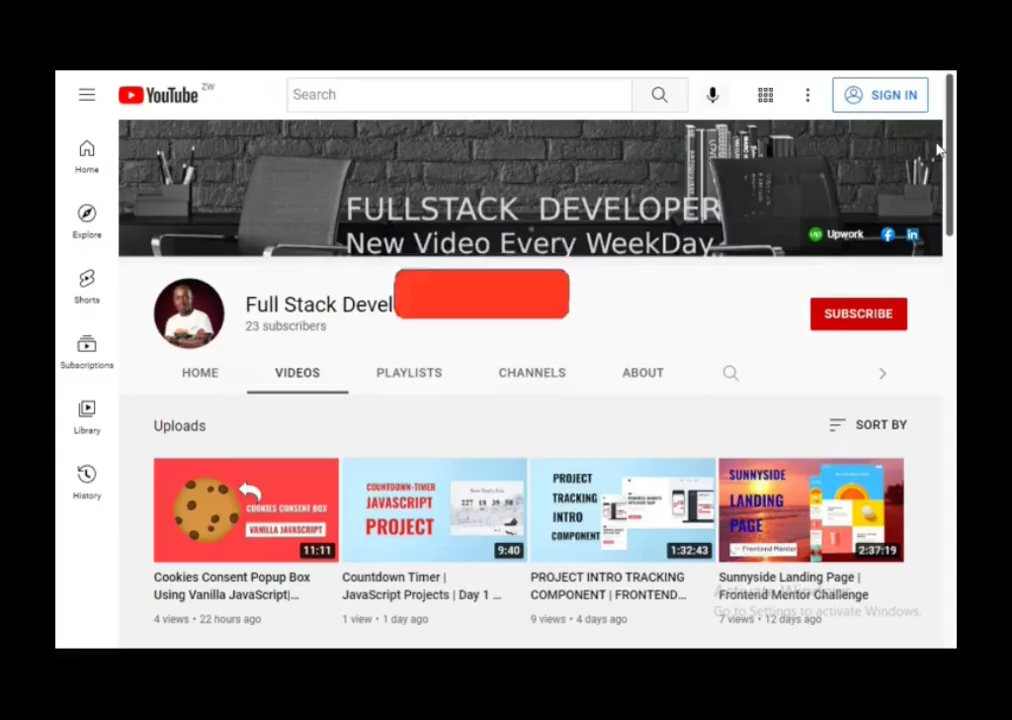 YouTube ZW
Search
SIGN IN
Home
Explore
Shorts
Subscriptions
Library
History
FULLSTACK DEVELOPER
New Video Every WeekDay
up Upwork f in
Full Stack Devel
23 subscribers
SUBSCRIBE
HOME VIDEOS PLAYLISTS CHANNELS ABOUT
Uploads
SORT BY
COOKIES CONSENT BOX
VANILLA JAVASCRIPT
11:11
COUNTDOWN-TIMER
JAVASCRIPT
PROJECT
9:40
PROJECT
TRACKING
INTRO
COMPONENT
1:32:43
SUNNYSIDE
LANDING
PAGE
Frontend Mentor
2:37:19
Cookies Consent Popup Box
Using Vanilla JavaScript|...
4 views • 22 hours ago
Countdown Timer |
JavaScript Projects | Day 1 ...
1 view • 1 day ago
PROJECT INTRO TRACKING
COMPONENT | FRONTEND...
9 views • 4 days ago
Sunnyside Landing Page |
Frontend Mentor Challenge
7 views • 12 days ago
Activate Windows
Go to Settings to activate Windows.